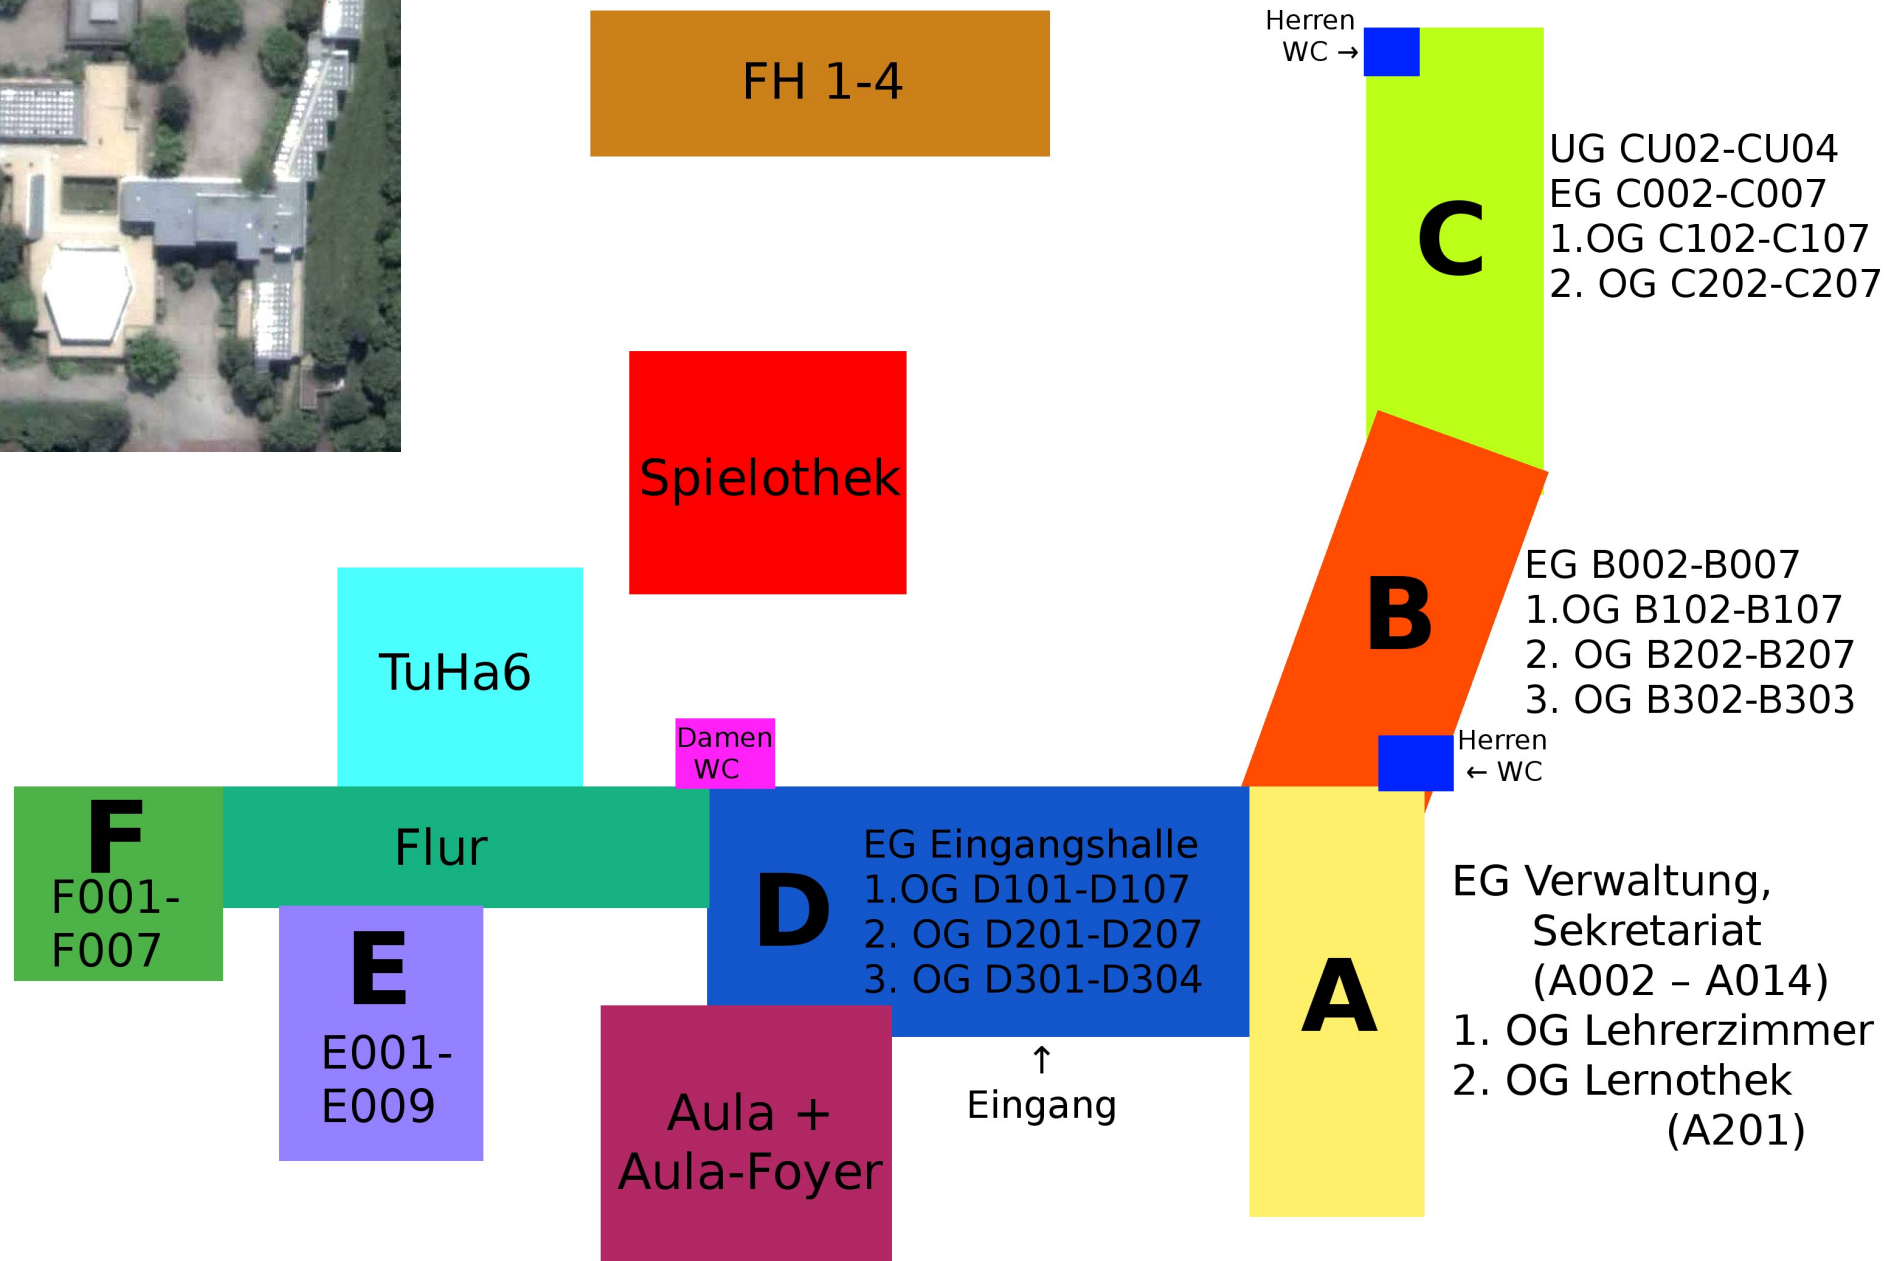 FH 1-4
Herren
WC →
C
UG CU02-CU04
EG C002-C007
1.OG C102-C107
2. OG C202-C207
Spielothek
B
EG B002-B007
1.OG B102-B107
2. OG B202-B207
3. OG B302-B303
TuHa6
Damen
WC
Herren
← WC
F
F001-
F007
Flur
E
E001-
E009
D
EG Eingangshalle
1.OG D101-D107
2. OG D201-D207
3. OG D301-D304
A
EG Verwaltung,
Sekretariat
(A002 – A014)
1. OG Lehrerzimmer
2. OG Lernothek
(A201)
↑
Eingang
Aula +
Aula-Foyer